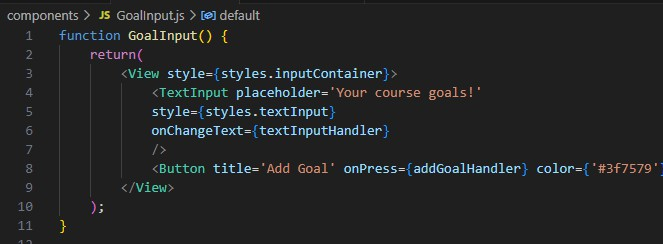 components > JS GoalInput.js > default
1 function GoalInput() {
2 return(
3 <View style={styles.inputContainer}>
4 <TextInput placeholder='Your course goals!'
5 style={styles.textInput}
6 onChangeText={textInputHandler}
7 />
8 <Button title='Add Goal' onPress={addGoalHandler} color={'#3f7579'}
9 </View>
10 );
11 }